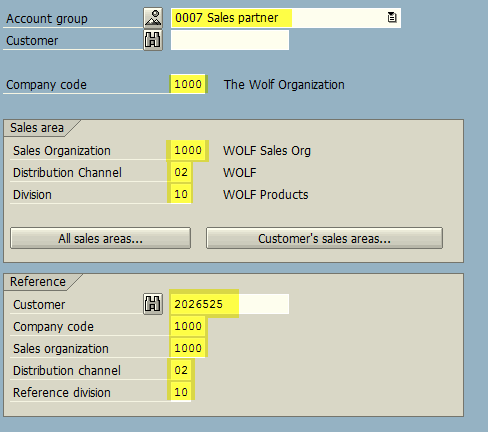 Account group 0007 Sales partner
Customer
Company code 1000 The Wolf Organization
Sales area
Sales Organization 1000 WOLF Sales Org
Distribution Channel 02 WOLF
Division 10 WOLF Products
All sales areas... Customer's sales areas...
Reference
Customer 2026525
Company code 1000
Sales organization 1000
Distribution channel 02
Reference division 10